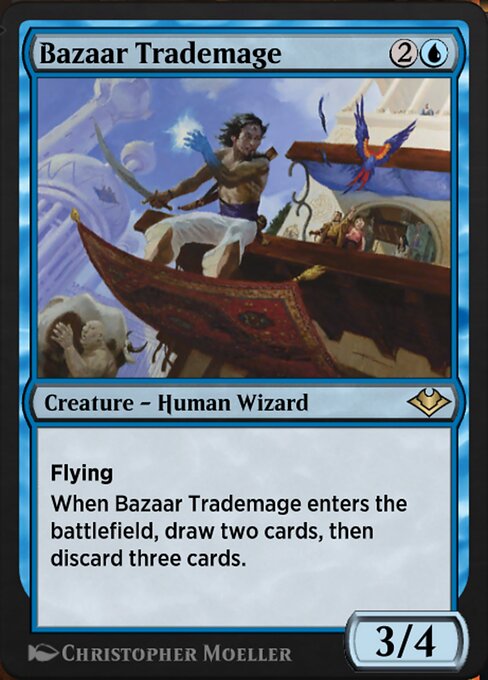 Bazaar Trademage 2
Creature – Human Wizard
Flying
When Bazaar Trademage enters the
battlefield, draw two cards, then
discard three cards.
3/4
Christopher Moeller